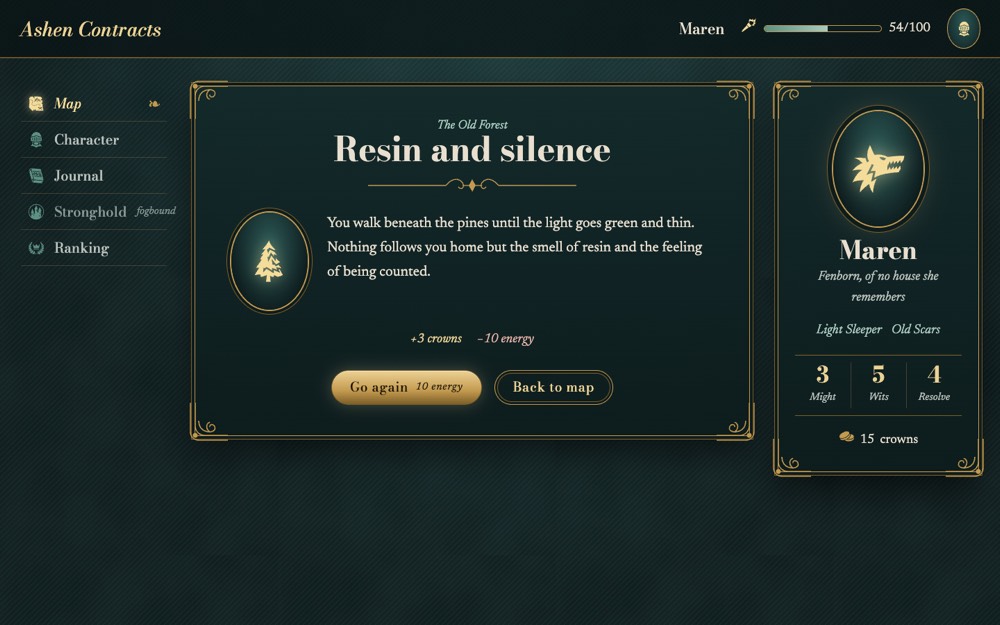 Ashen Contracts
Maren
54/100
Map
Character
Journal
Stronghold fogbound
Ranking
The Old Forest
Resin and silence
You walk beneath the pines until the light goes green and thin.
Nothing follows you home but the smell of resin and the feeling
of being counted.
+3 crowns −10 energy
Go again 10 energy
Back to map
Maren
Fenborn, of no house she
remembers
Light Sleeper Old Scars
3 5 4
Might Wits Resolve
15 crowns